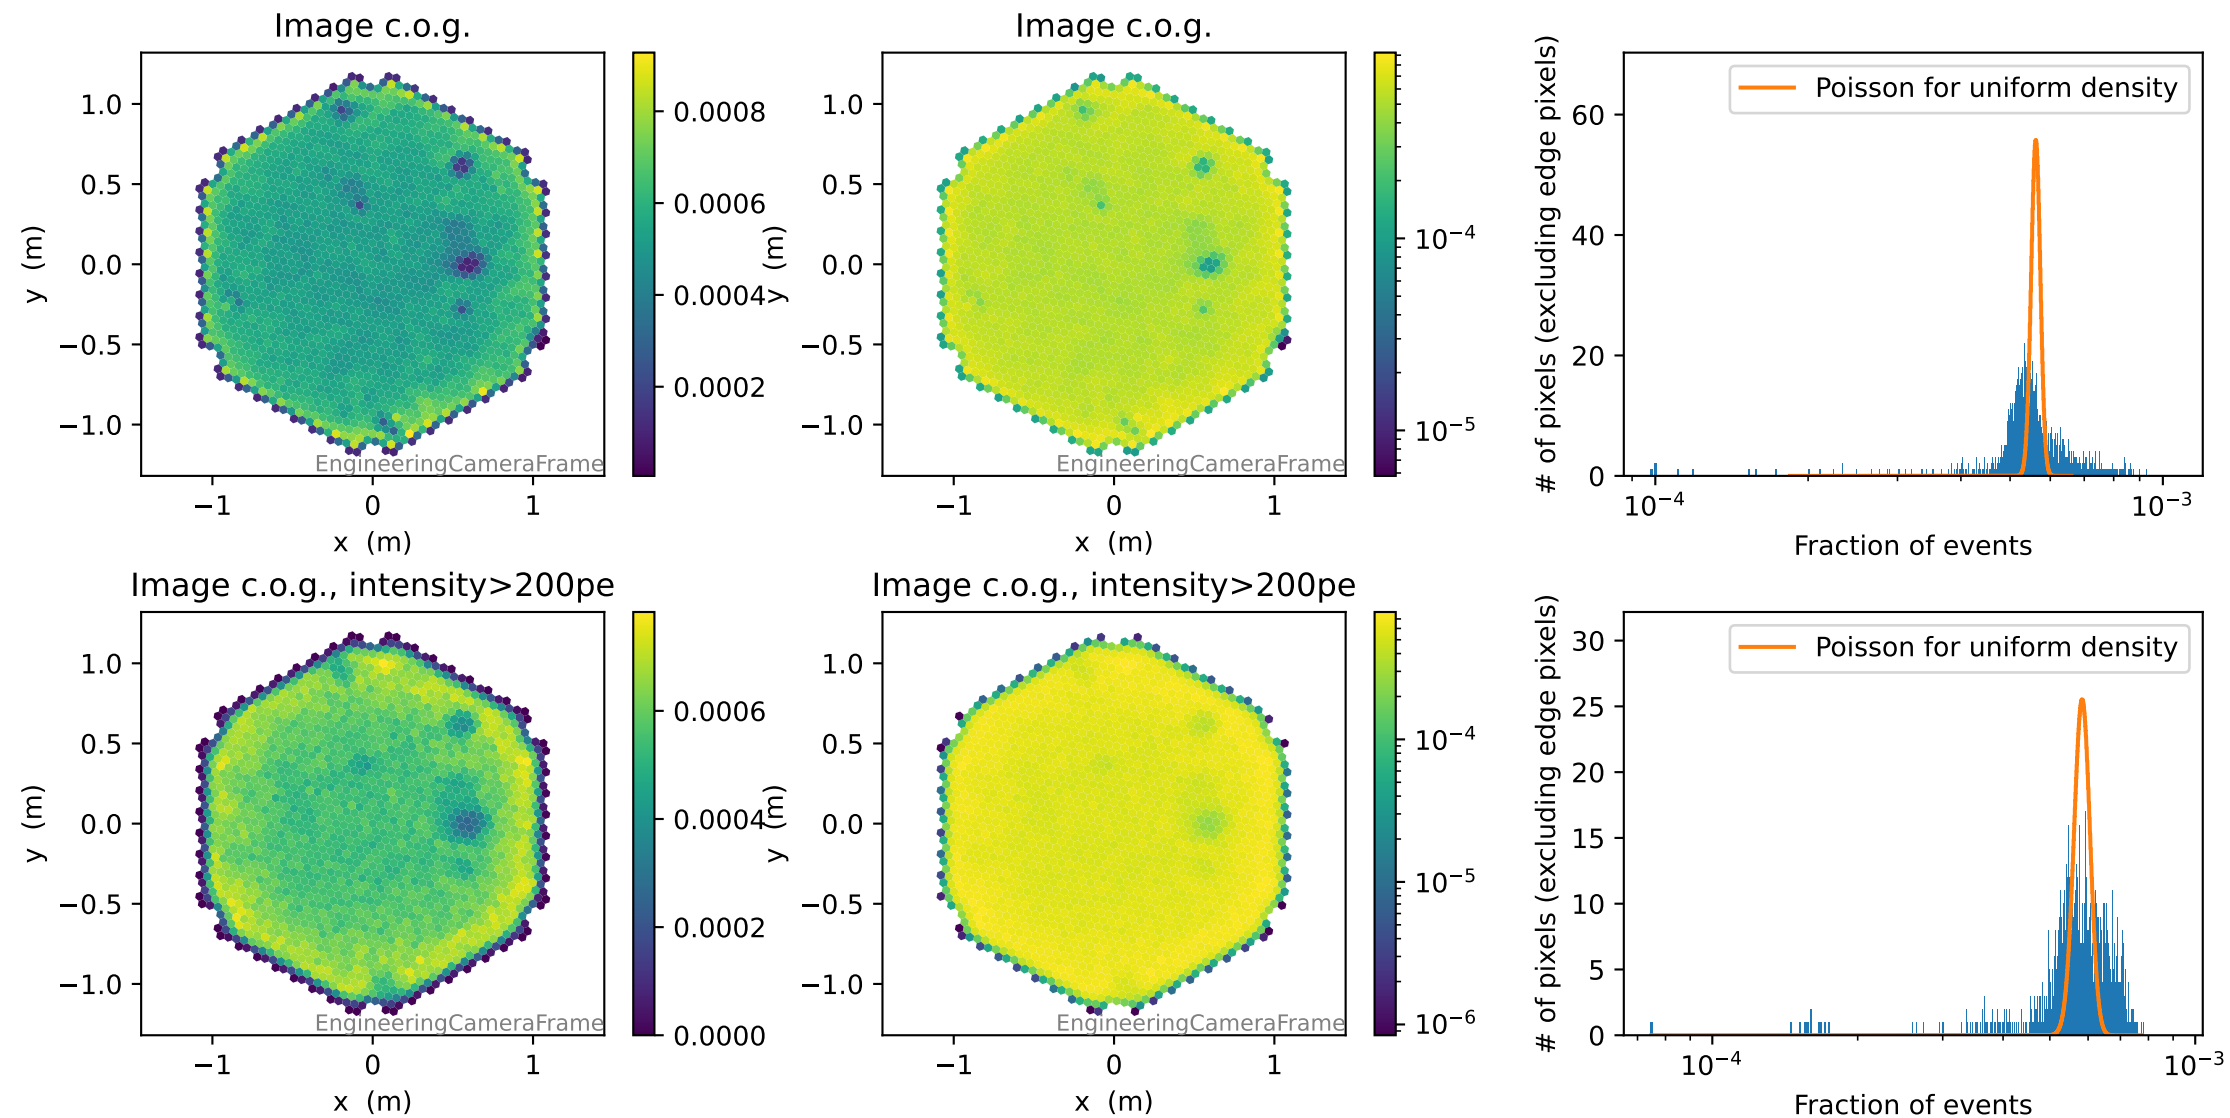 Image c.o.g.
1.0
0.5
0.0
−0.5
−1.0
y (m)
−1 0 1
x (m)
EngineeringCameraFrame
0.0008
0.0006
0.0004
0.0002
Image c.o.g.
1.0
0.5
0.0
−0.5
−1.0
y (m)
−1 0 1
x (m)
EngineeringCameraFrame
10⁻⁴
10⁻⁵
# of pixels (excluding edge pixels)
60
40
20
0
Poisson for uniform density
10⁻⁴ 10⁻³
Fraction of events
Image c.o.g., intensity>200pe
1.0
0.5
0.0
−0.5
−1.0
y (m)
−1 0 1
x (m)
EngineeringCameraFrame
0.0006
0.0004
0.0002
0.0000
Image c.o.g., intensity>200pe
1.0
0.5
0.0
−0.5
−1.0
y (m)
−1 0 1
x (m)
EngineeringCameraFrame
10⁻⁴
10⁻⁵
10⁻⁶
# of pixels (excluding edge pixels)
30
25
20
15
10
5
0
Poisson for uniform density
10⁻⁴ 10⁻³
Fraction of events